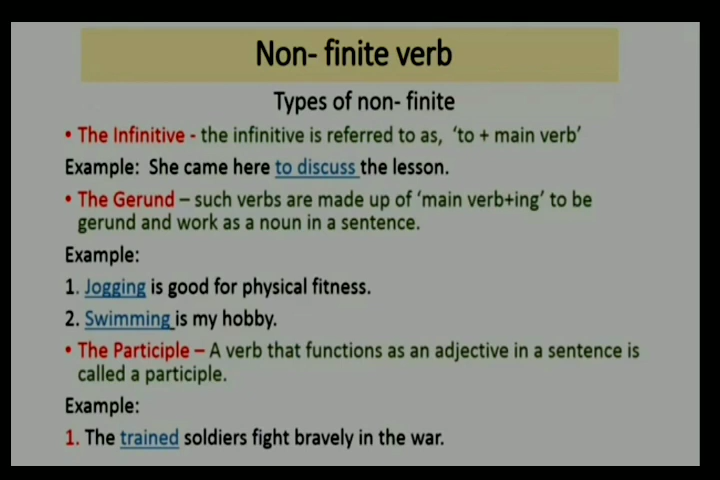 Non- finite verb
Types of non- finite
• The Infinitive - the infinitive is referred to as, ‘to + main verb’
Example: She came here to discuss the lesson.
• The Gerund – such verbs are made up of ‘main verb+ing’ to be
gerund and work as a noun in a sentence.
Example:
1. Jogging is good for physical fitness.
2. Swimming is my hobby.
• The Participle – A verb that functions as an adjective in a sentence is
called a participle.
Example:
1. The trained soldiers fight bravely in the war.